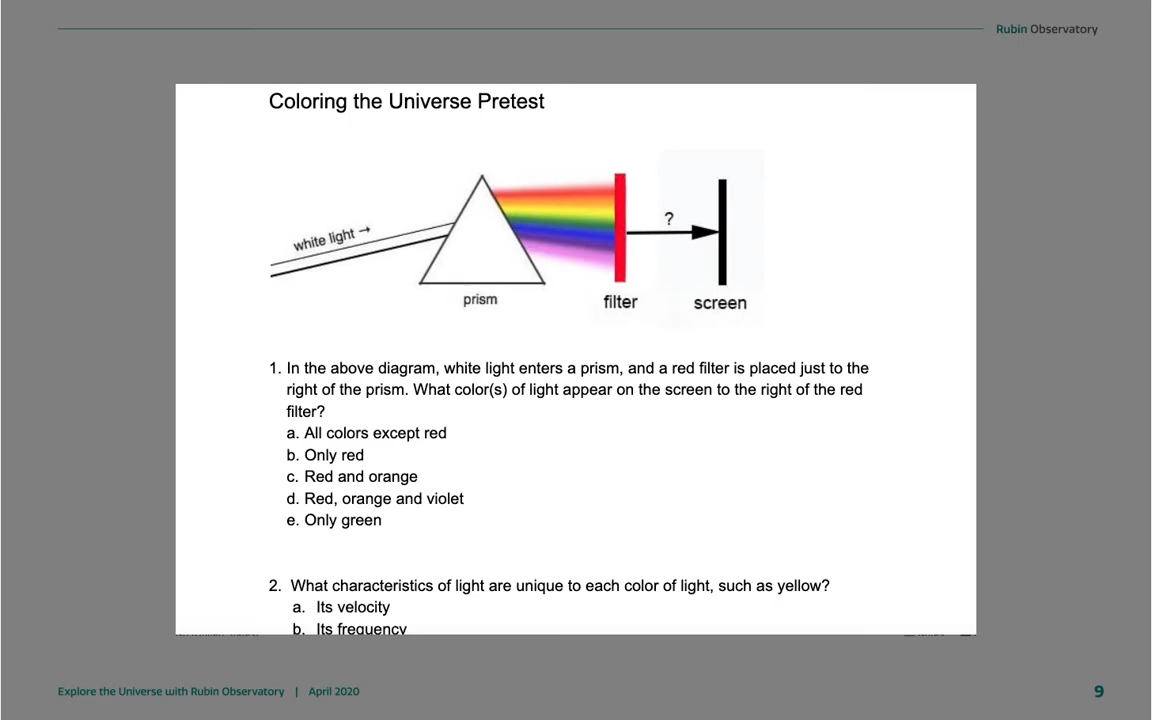 Rubin Observatory
Coloring the Universe Pretest
white light →
?
prism
filter
screen
1. In the above diagram, white light enters a prism, and a red filter is placed just to the
right of the prism. What color(s) of light appear on the screen to the right of the red
filter?
a. All colors except red
b. Only red
c. Red and orange
d. Red, orange and violet
e. Only green
2. What characteristics of light are unique to each color of light, such as yellow?
a. Its velocity
b. Its frequency
Explore the Universe with Rubin Observatory | April 2020
9